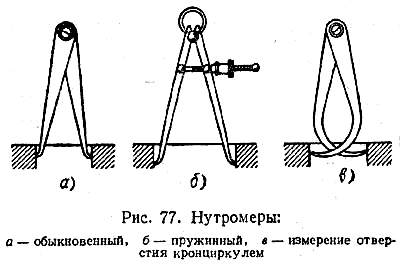 а) б) в)
Рис. 77. Нутромеры:
а — обыкновенный, б — пружинный, в — измерение отвер-
стия кронциркулем